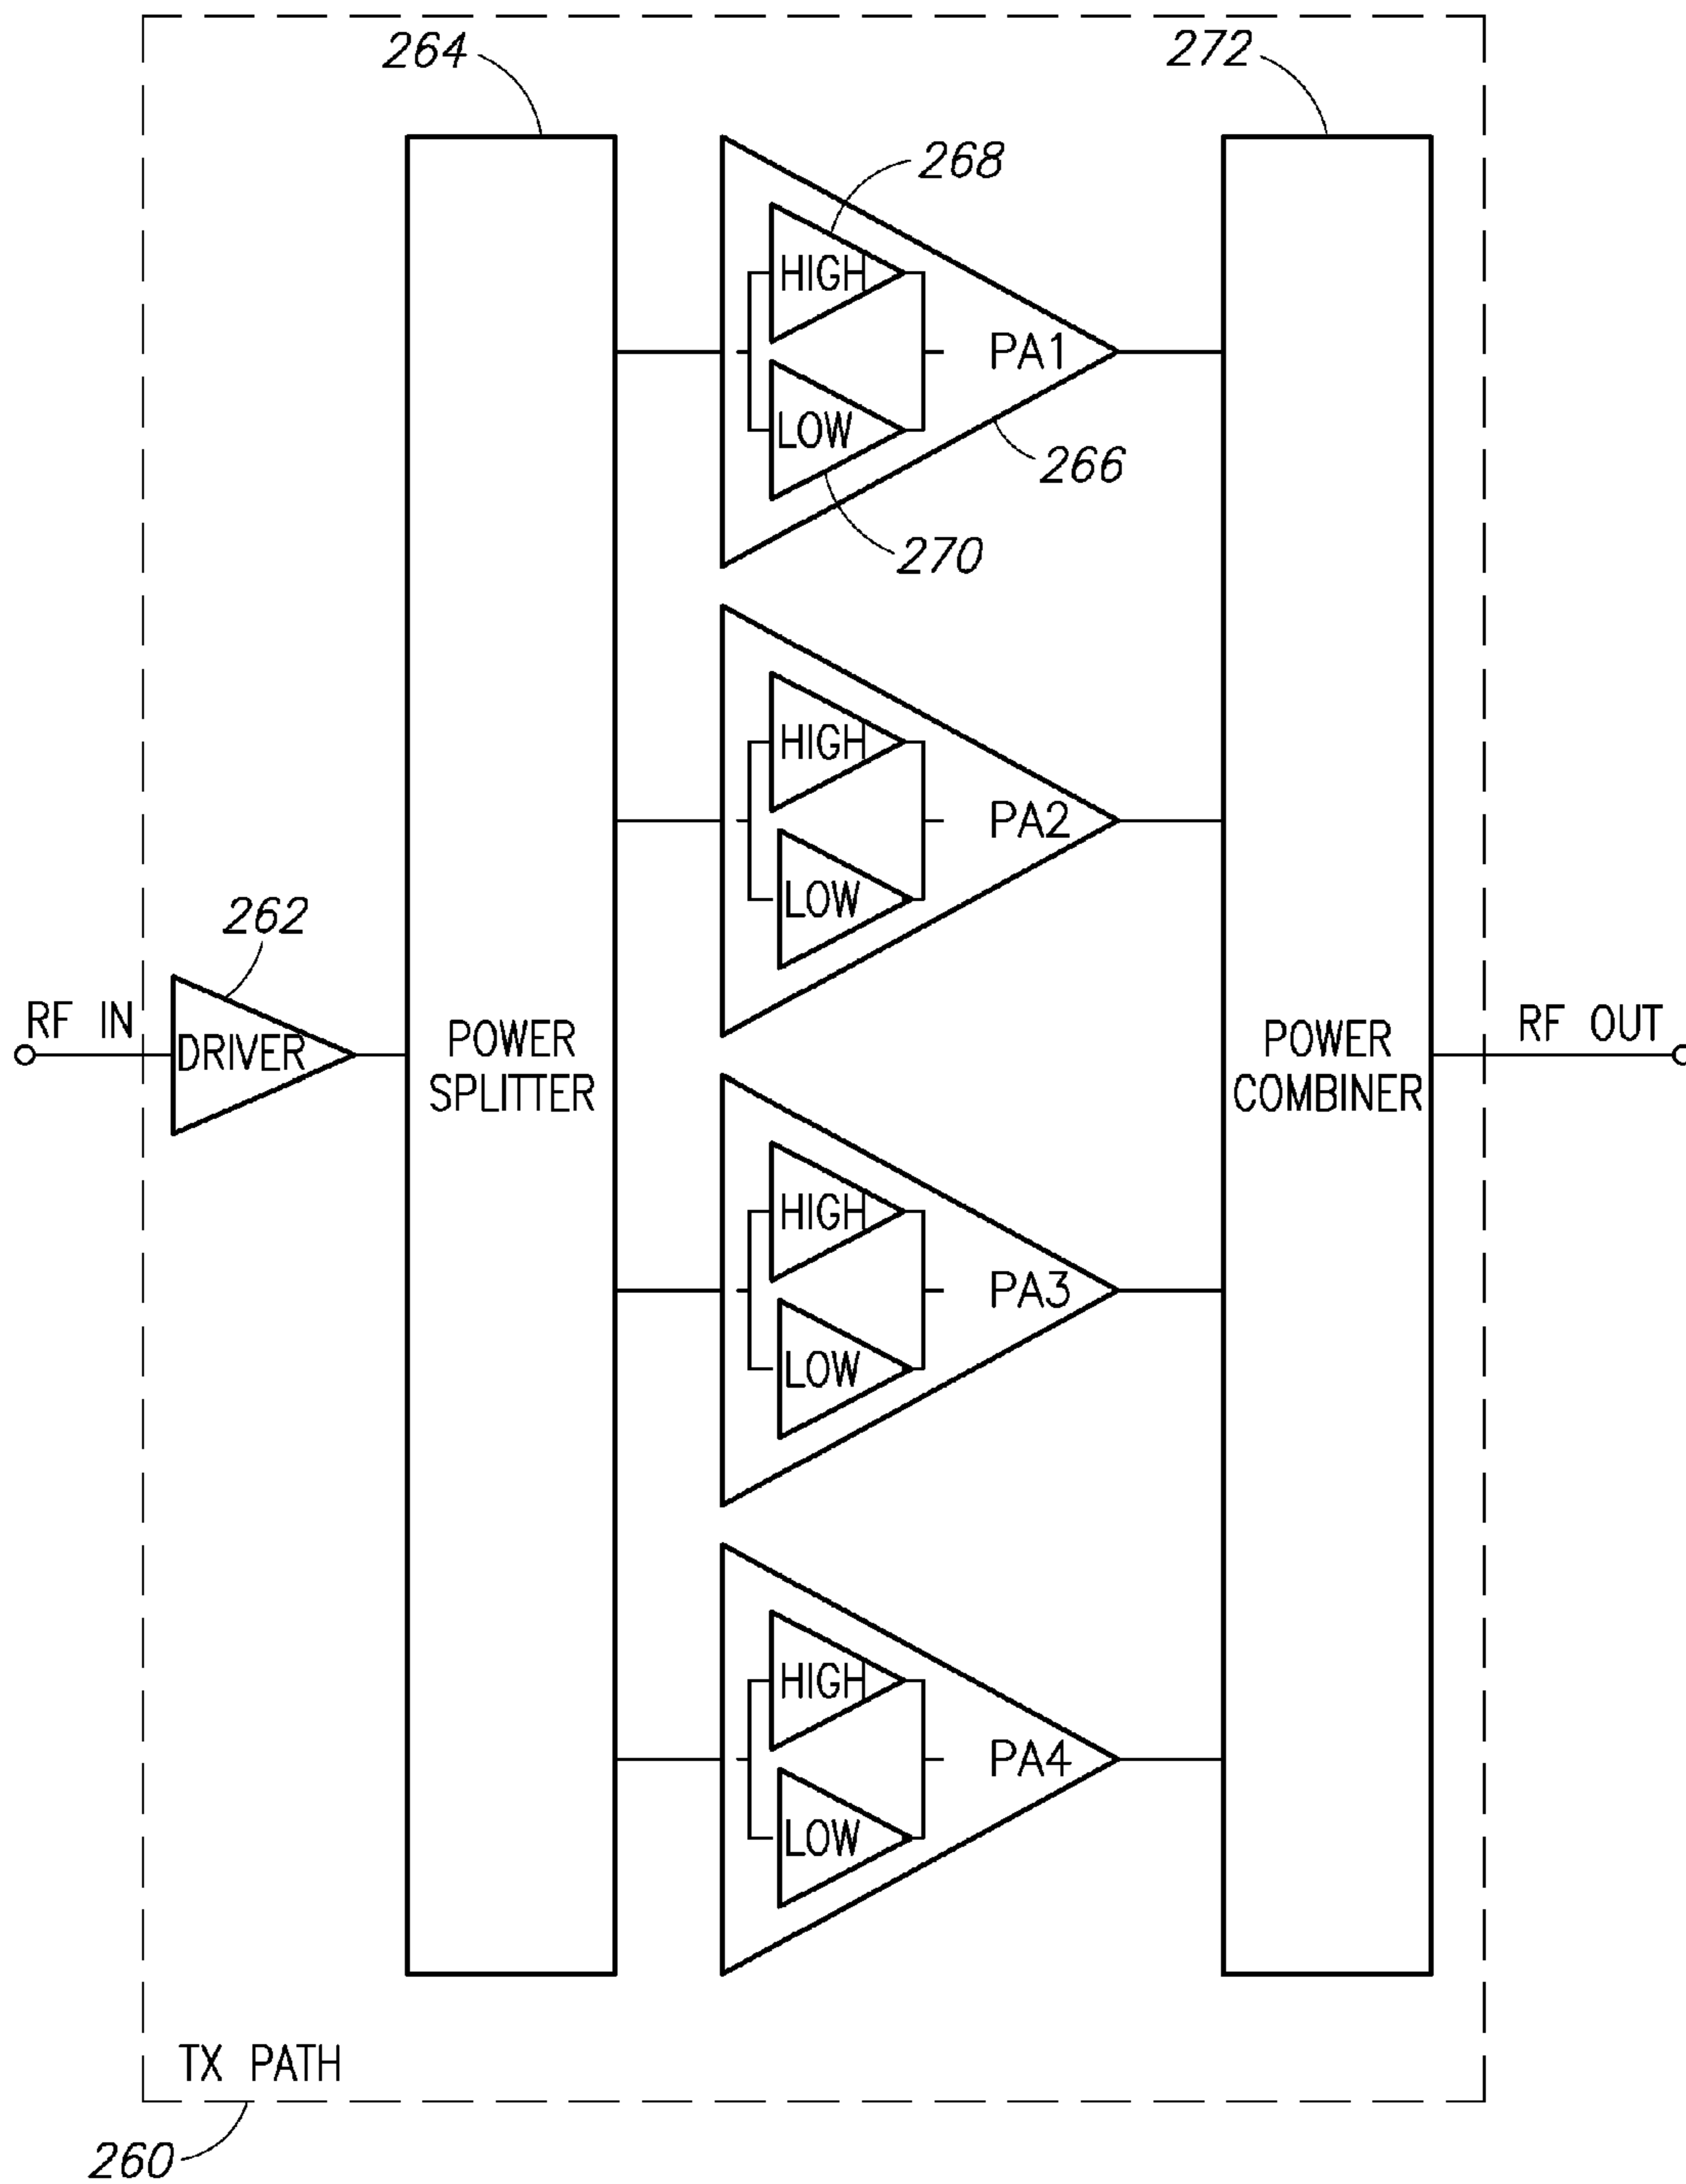 264
272
268
HIGH
PA1
LOW
266
270
HIGH
PA2
LOW
262
RF IN
DRIVER
POWER
SPLITTER
POWER
COMBINER
RF OUT
HIGH
PA3
LOW
HIGH
PA4
LOW
TX PATH
260